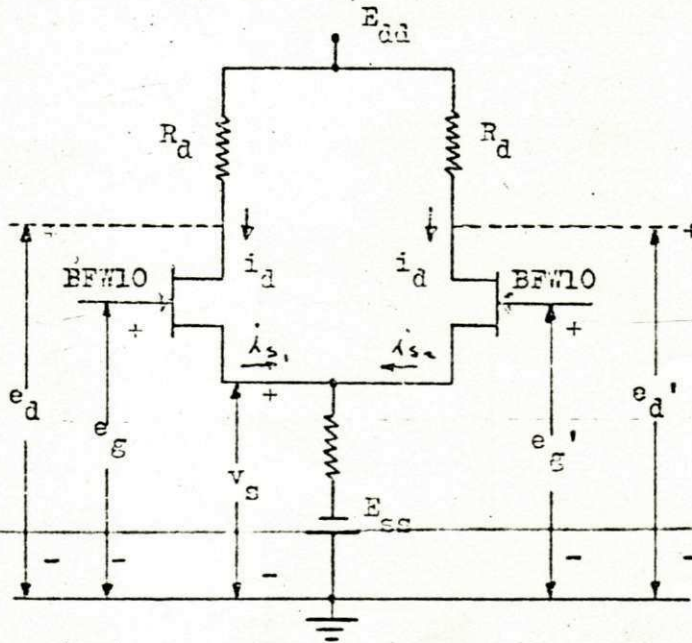 E_dd
R_d R_d
i_d i_d
BFW10 BFW10
+ +
i_s1 i_s2
+
e_d e_g v_s e_g' e_d'
E_ss
- - - - -